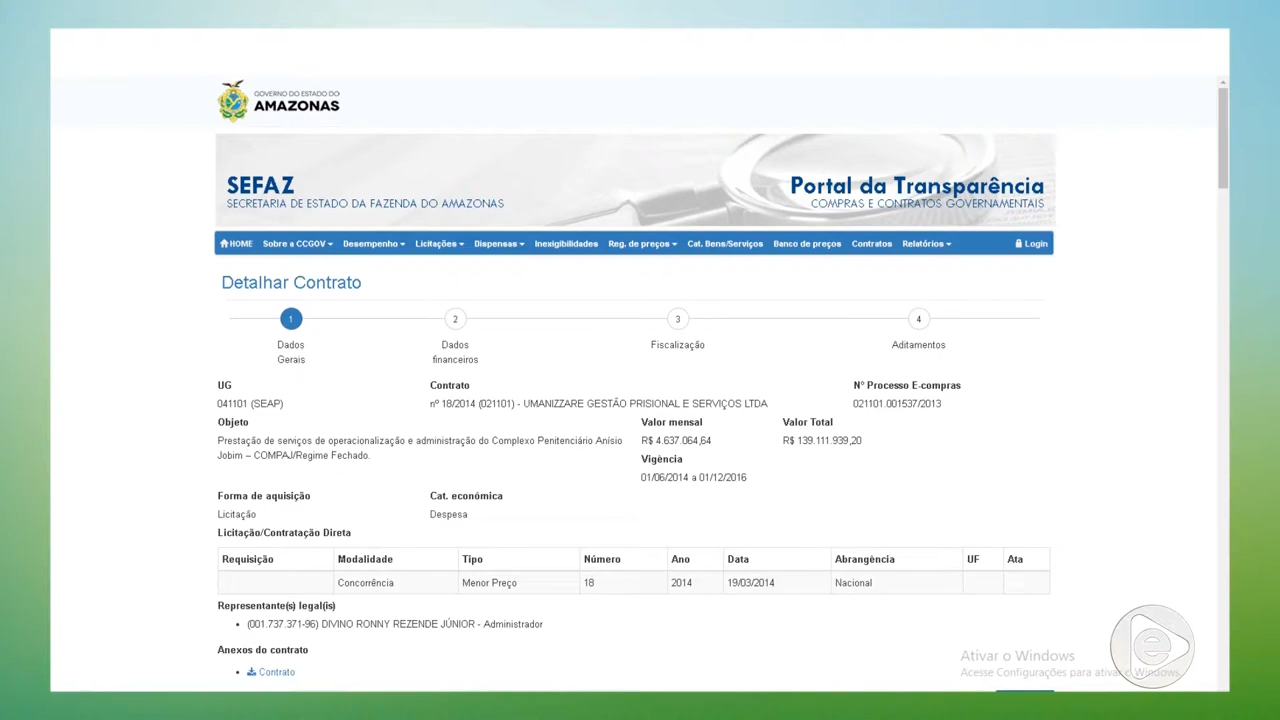 GOVERNO DO ESTADO DO
AMAZONAS
SEFAZ
SECRETARIA DE ESTADO DA FAZENDA DO AMAZONAS
Portal da Transparência
COMPRAS E CONTRATOS GOVERNAMENTAIS
HOME Sobre a CCGOV Desempenho Licitações Dispensas Inexigibilidades Reg. de preços Cat. Bens/Serviços Banco de preços Contratos Relatórios Login
Detalhar Contrato
1 2 3 4
Dados Gerais
Dados financeiros
Fiscalização
Aditamentos
UG Contrato Nº Processo E-compras
041101 (SEAP) nº 18/2014 (021101) - UMANIZZARE GESTÃO PRISIONAL E SERVIÇOS LTDA 021101.001537/2013
Objeto Valor mensal Valor Total
Prestação de serviços de operacionalização e administração do Complexo Penitenciário Anísio R$ 4.637.064,64 R$ 139.111.939,20
Jobim – COMPAJ/Regime Fechado. Vigência
01/06/2014 a 01/12/2016
Forma de aquisição Cat. econômica
Licitação Despesa
Licitação/Contratação Direta
Requisição Modalidade Tipo Número Ano Data Abrangência UF Ata
Concorrência Menor Preço 18 2014 19/03/2014 Nacional
Representante(s) legal(is)
• (001.737.371-96) DIVINO RONNY REZENDE JÚNIOR - Administrador
Anexos do contrato
• Contrato
Ativar o Windows
Acesse Configurações para ativar o Windows.
e